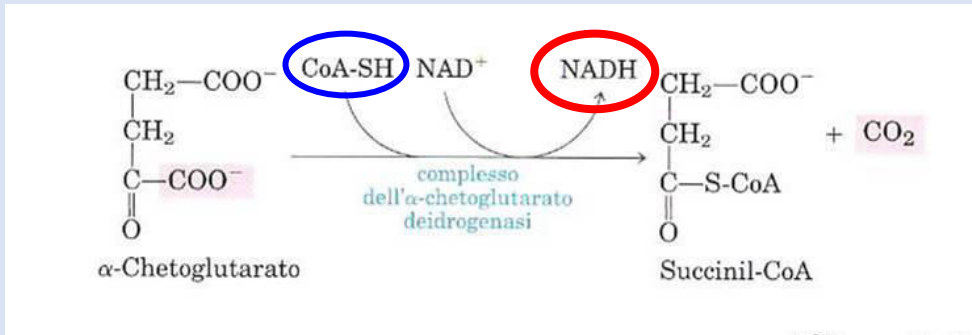 CoA-SH NAD⁺ NADH
CH₂—COO⁻
CH₂
C—COO⁻
O
α-Chetoglutarato
complesso
dell'α-chetoglutarato
deidrogenasi
CH₂—COO⁻
CH₂
C—S-CoA
O
Succinil-CoA
+ CO₂